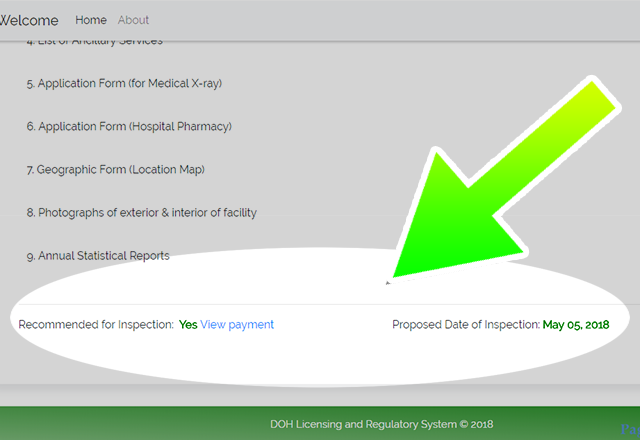 Welcome Home About
4. List of Ancillary Services
5. Application Form (for Medical X-ray)
6. Application Form (Hospital Pharmacy)
7. Geographic Form (Location Map)
8. Photographs of exterior & interior of facility
9. Annual Statistical Reports
Recommended for Inspection: Yes View payment Proposed Date of Inspection: May 05, 2018
DOH Licensing and Regulatory System © 2018